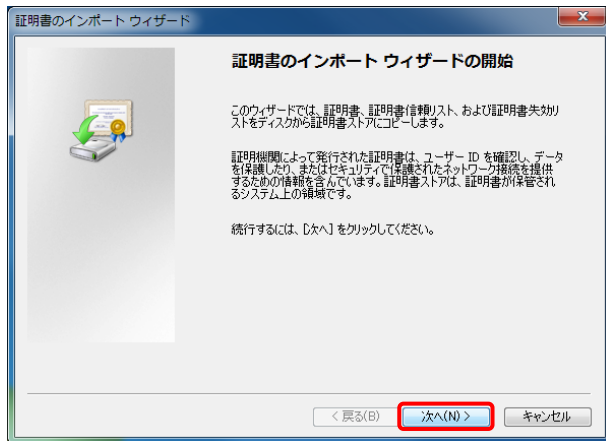 証明書のインポート ウィザード
証明書のインポート ウィザードの開始
このウィザードでは、証明書、証明書信頼リスト、および証明書失効リ
ストをディスクから証明書ストアにコピーします。
証明機関によって発行された証明書は、ユーザー ID を確認し、データ
を保護したり、またはセキュリティで保護されたネットワーク接続を提供
するための情報を含んでいます。証明書ストアは、証明書が保管され
るシステム上の領域です。
続行するには、[次へ] をクリックしてください。
< 戻る(B)
次へ(N) >
キャンセル